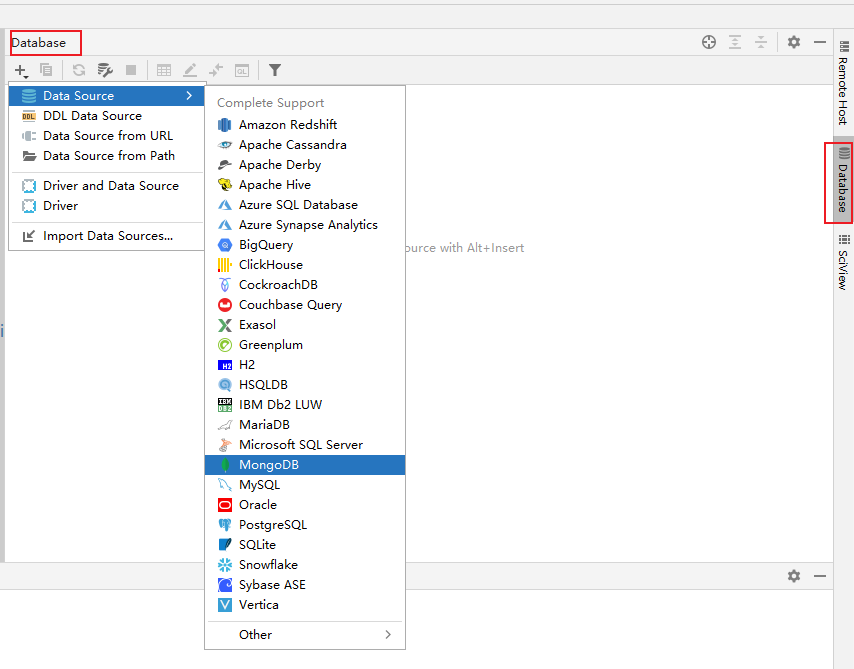 Database
Data Source
DDL Data Source
Data Source from URL
Data Source from Path
Driver and Data Source
Driver
Import Data Sources...
Complete Support
Amazon Redshift
Apache Cassandra
Apache Derby
Apache Hive
Azure SQL Database
Azure Synapse Analytics
BigQuery
ClickHouse
CockroachDB
Couchbase Query
Exasol
Greenplum
H2
HSQLDB
IBM Db2 LUW
MariaDB
Microsoft SQL Server
MongoDB
MySQL
Oracle
PostgreSQL
SQLite
Snowflake
Sybase ASE
Vertica
Other
ource with Alt+Insert
Remote Host
Database
SciView